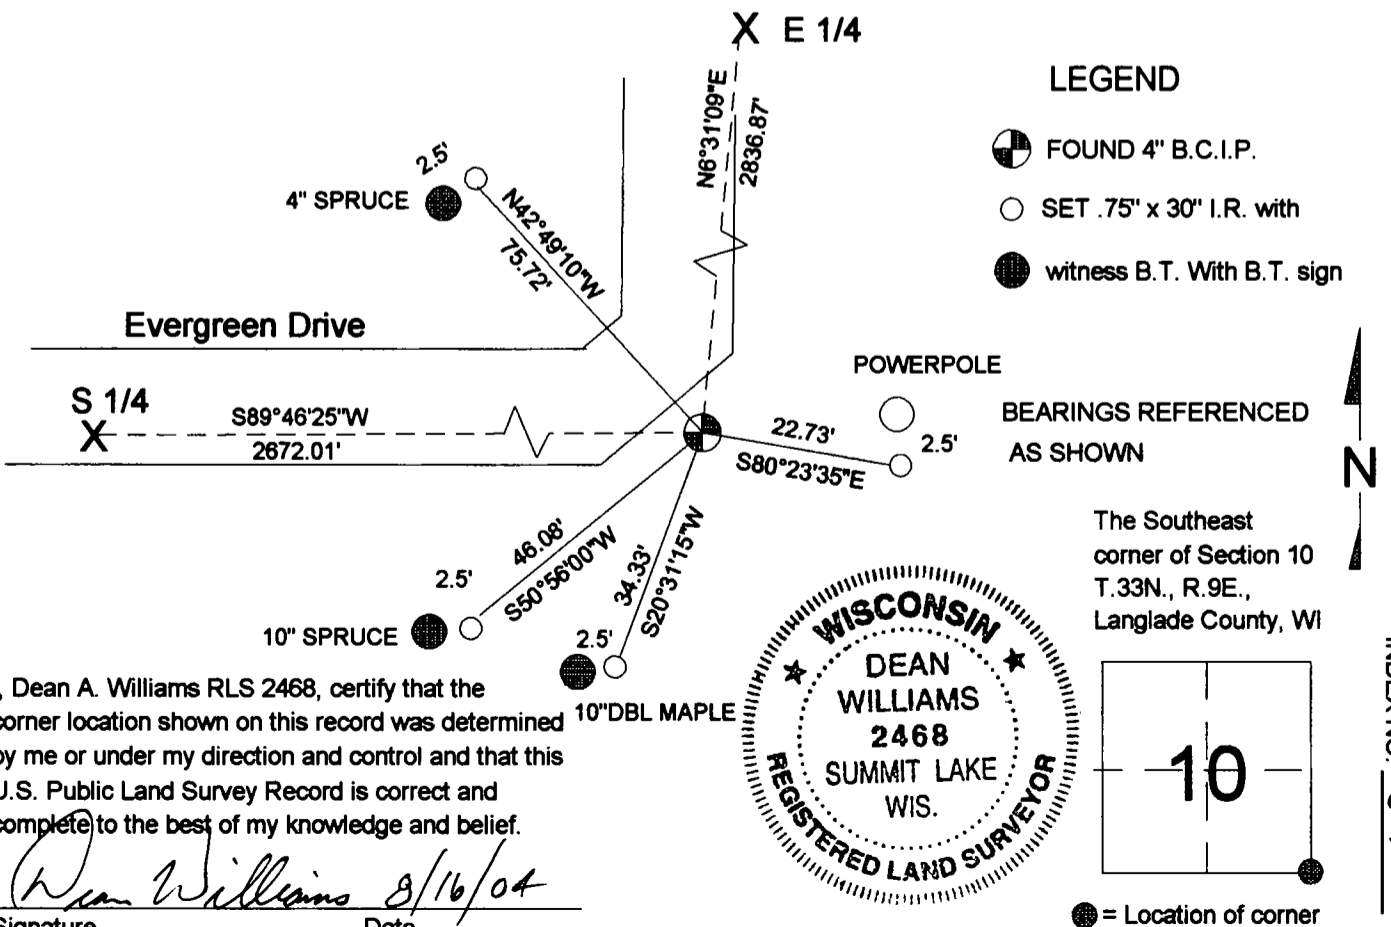 X E 1/4
LEGEND
FOUND 4" B.C.I.P.
SET .75" x 30" I.R. with
witness B.T. With B.T. sign
N6°31'09"E
2836.87'
2.5'
4" SPRUCE
N42°49'10"W
75.72'
Evergreen Drive
S 1/4
X
S89°46'25"W
2672.01'
POWERPOLE
22.73'
2.5'
S80°23'35"E
BEARINGS REFERENCED
AS SHOWN
N
46.08'
S50°56'00"W
2.5'
10" SPRUCE
34.33'
S20°31'15"W
2.5'
10"DBL MAPLE
The Southeast
corner of Section 10
T.33N., R.9E.,
Langlade County, WI
WISCONSIN
DEAN
WILLIAMS
2468
SUMMIT LAKE
WIS.
REGISTERED LAND SURVEYOR
, Dean A. Williams RLS 2468, certify that the
corner location shown on this record was determined
by me or under my direction and control and that this
U.S. Public Land Survey Record is correct and
complete to the best of my knowledge and belief.
Dean Williams 8/16/04
Signature Date
10
= Location of corner
INDEX NO.